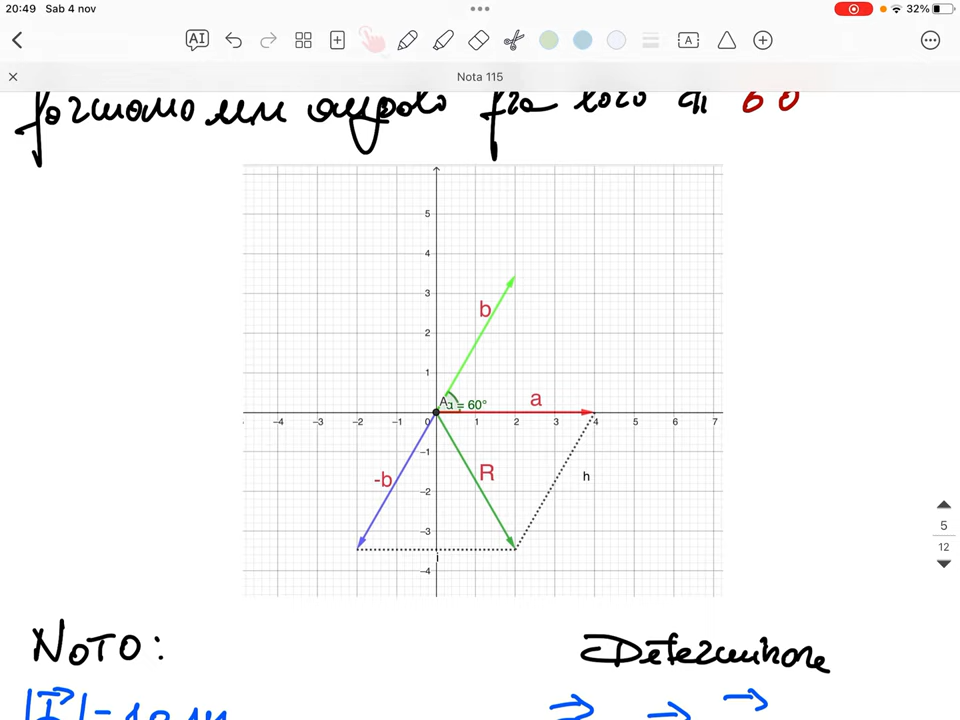 20:49 Sab 4 nov
32%
AI
A
Nota 115
formano un angolo fra loro di 60
5
4
3
b
2
1
A
α = 60°
a
-4 -3 -2 -1 0 1 2 3 4 5 6 7
-1
-b
R
h
-2
-3
i
-4
5
12
NOTO:
Determinare